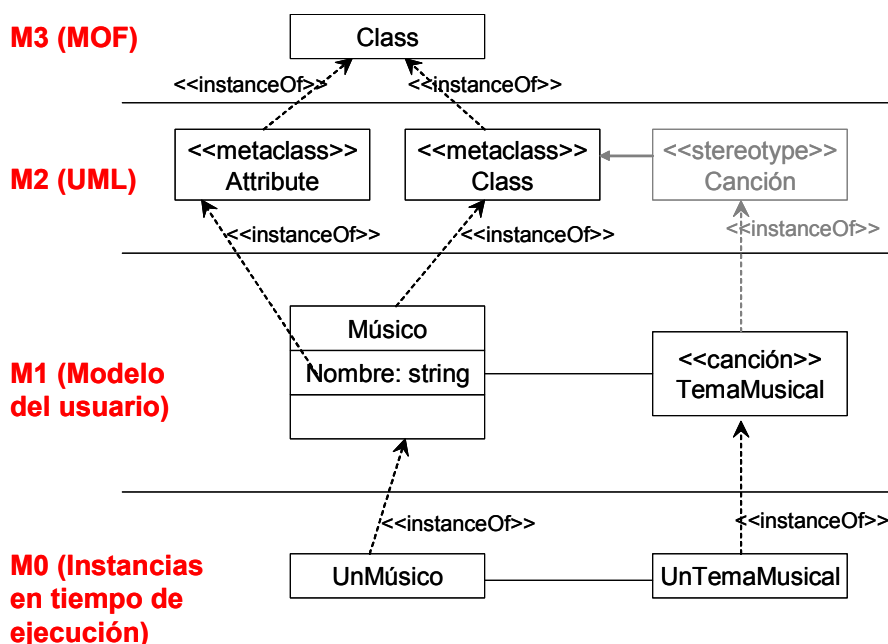 M3 (MOF)
Class
<<instanceOf>>
<<instanceOf>>
M2 (UML)
<<metaclass>>
Attribute
<<metaclass>>
Class
<<stereotype>>
Canción
<<instanceOf>>
<<instanceOf>>
<<instanceOf>>
M1 (Modelo
del usuario)
Músico
Nombre: string
<<canción>>
TemaMusical
<<instanceOf>>
<<instanceOf>>
M0 (Instancias
en tiempo de
ejecución)
UnMúsico
UnTemaMusical